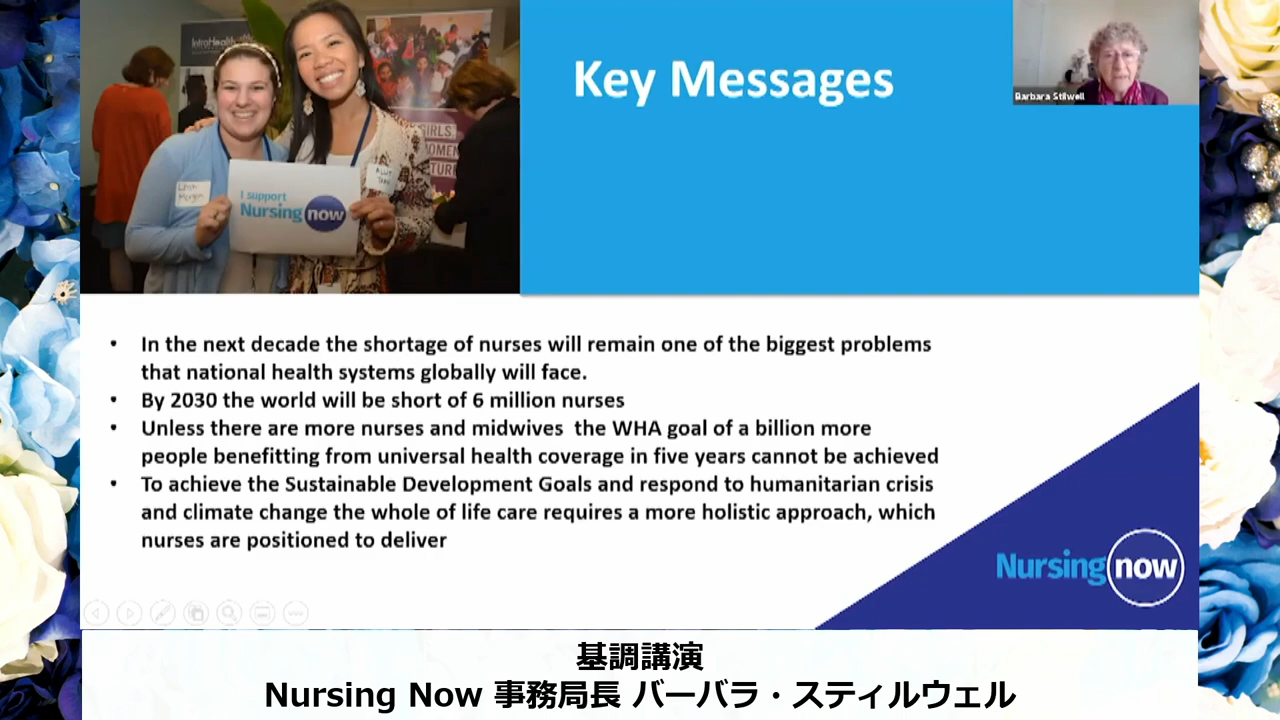 IntraHealth
Key Messages
Barbara Stilwell
GIRLS,
I support
Nursing now
In the next decade the shortage of nurses will remain one of the biggest problems
that national health systems globally will face.
By 2030 the world will be short of 6 million nurses
Unless there are more nurses and midwives the WHA goal of a billion more
people benefitting from universal health coverage in five years cannot be achieved
To achieve the Sustainable Development Goals and respond to humanitarian crisis
and climate change the whole of life care requires a more holistic approach, which
nurses are positioned to deliver
Nursing now
基調講演
Nursing Now 事務局長 バーバラ・スティルウェル